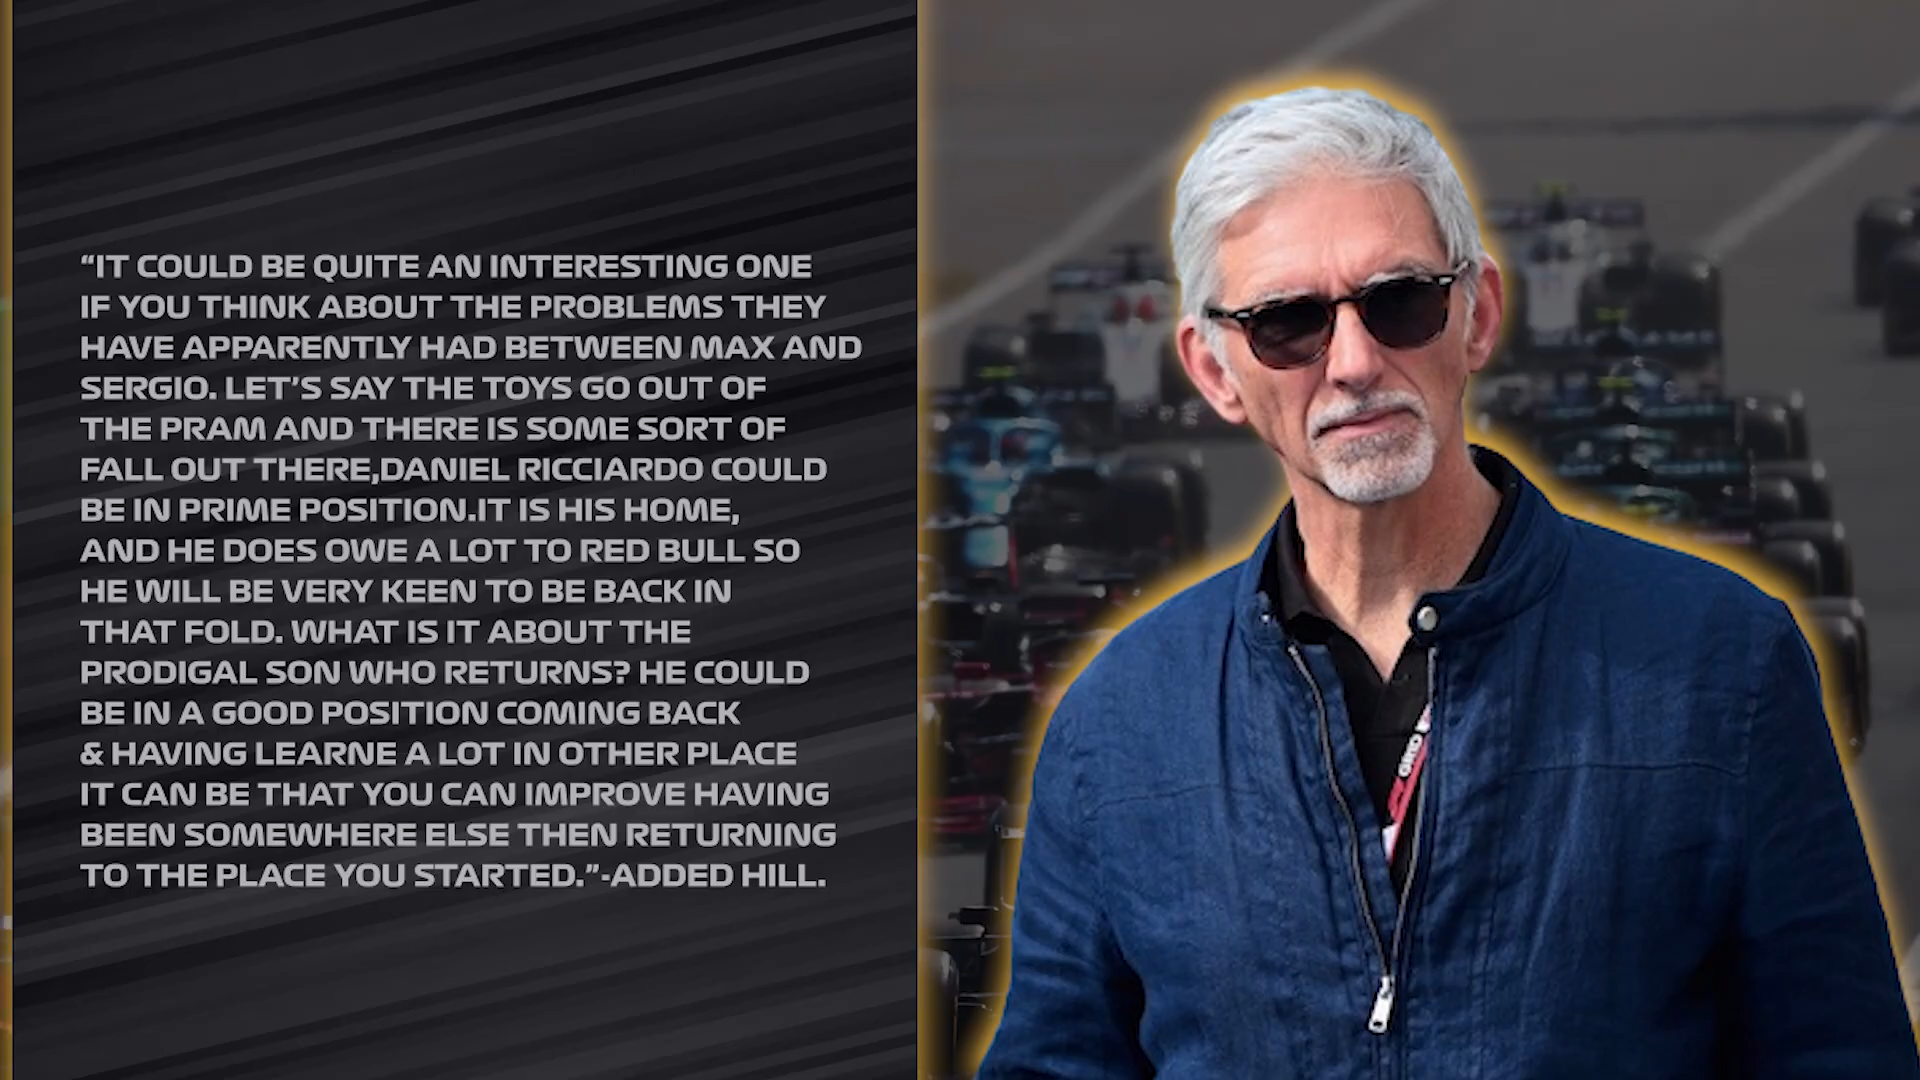 “IT COULD BE QUITE AN INTERESTING ONE
IF YOU THINK ABOUT THE PROBLEMS THEY
HAVE APPARENTLY HAD BETWEEN MAX AND
SERGIO. LET’S SAY THE TOYS GO OUT OF
THE PRAM AND THERE IS SOME SORT OF
FALL OUT THERE,DANIEL RICCIARDO COULD
BE IN PRIME POSITION.IT IS HIS HOME,
AND HE DOES OWE A LOT TO RED BULL SO
HE WILL BE VERY KEEN TO BE BACK IN
THAT FOLD. WHAT IS IT ABOUT THE
PRODIGAL SON WHO RETURNS? HE COULD
BE IN A GOOD POSITION COMING BACK
& HAVING LEARNE A LOT IN OTHER PLACE
IT CAN BE THAT YOU CAN IMPROVE HAVING
BEEN SOMEWHERE ELSE THEN RETURNING
TO THE PLACE YOU STARTED.”-ADDED HILL.